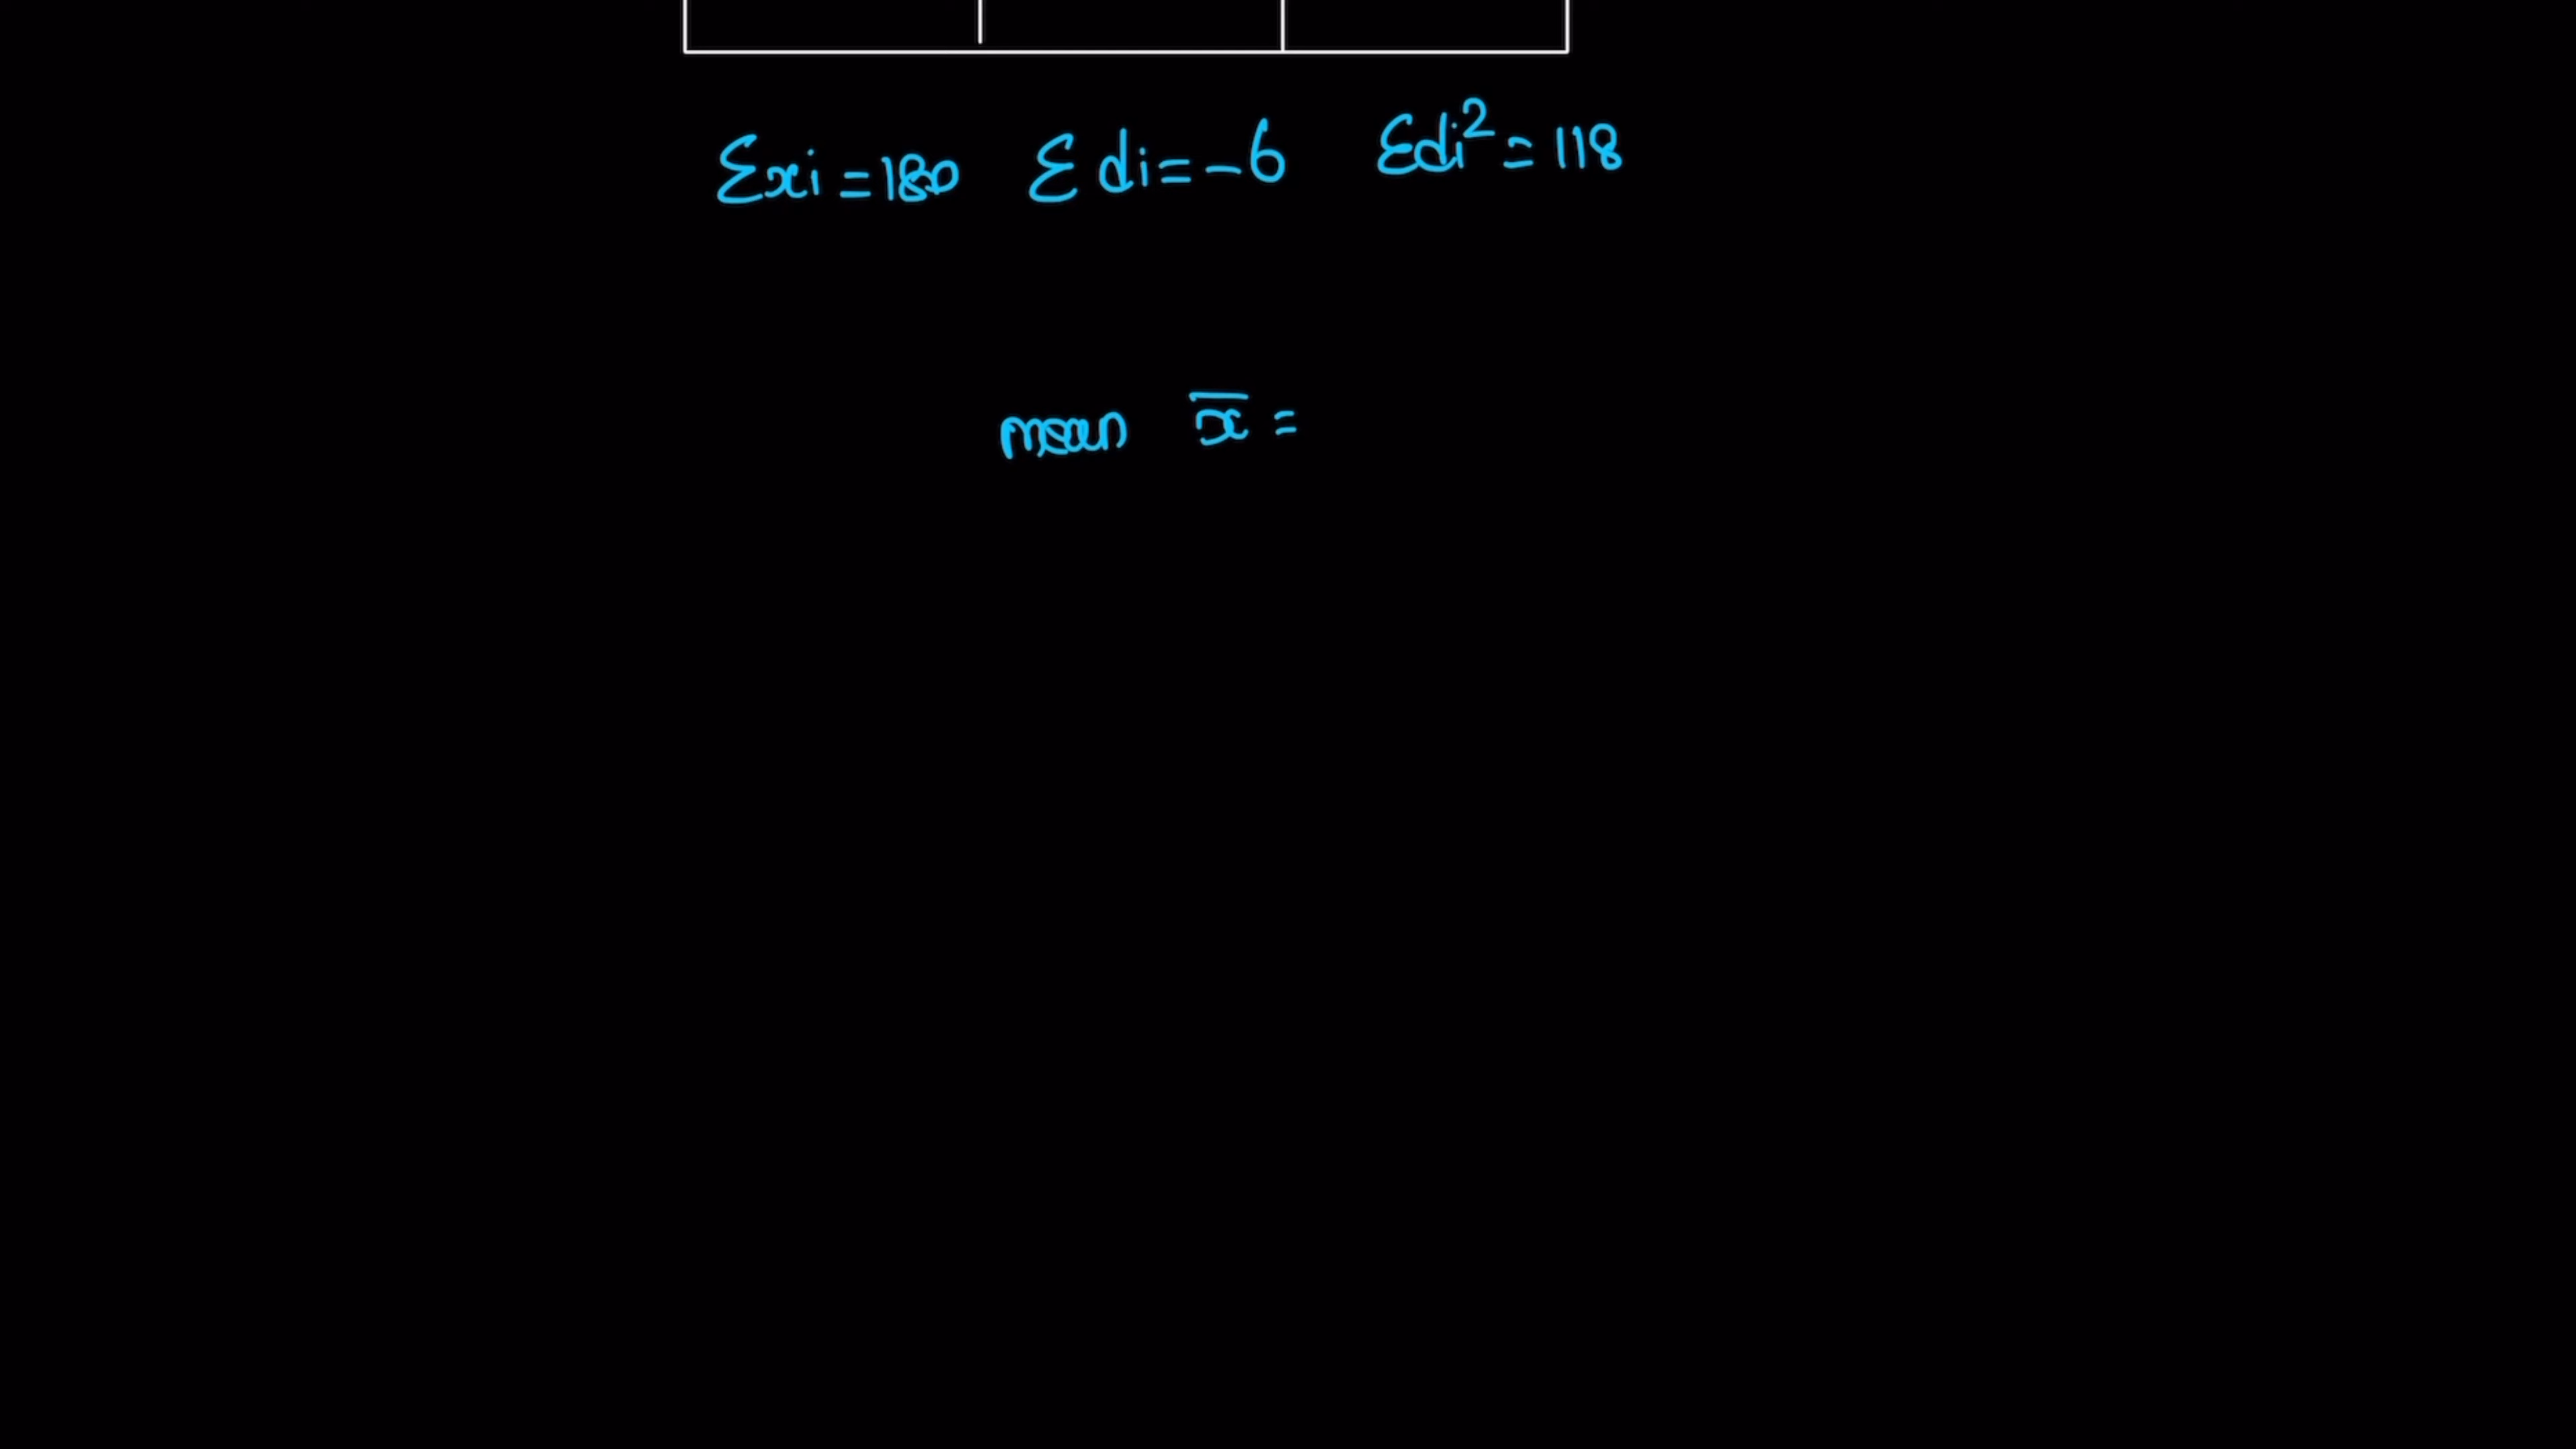 Σxi = 180 Σdi = -6 Σdi² = 118
mean x̅ =